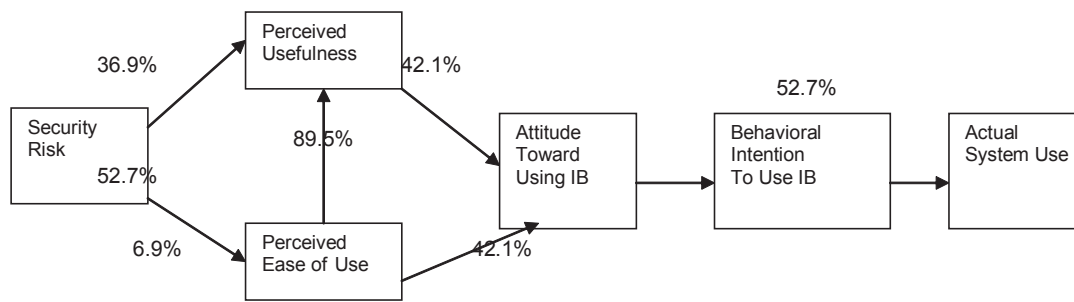 Perceived
Usefulness
36.9%
42.1%
52.7%
Security
Risk
89.5%
Attitude
Toward
Using IB
Behavioral
Intention
To Use IB
Actual
System Use
52.7%
6.9%
Perceived
Ease of Use
42.1%